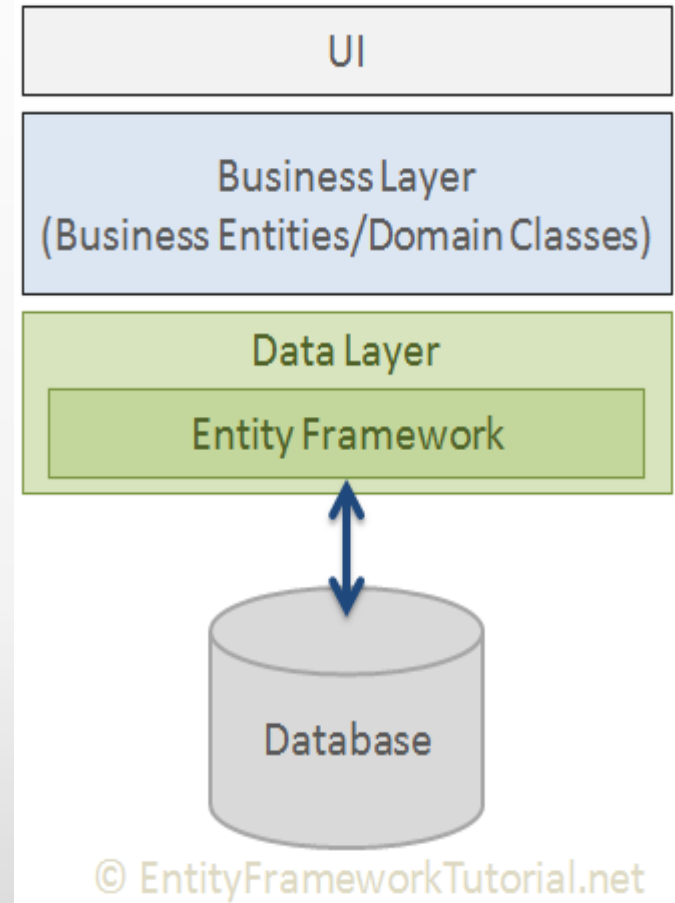 UI
Business Layer
(Business Entities/Domain Classes)
Data Layer
Entity Framework
Database
© EntityFrameworkTutorial.net